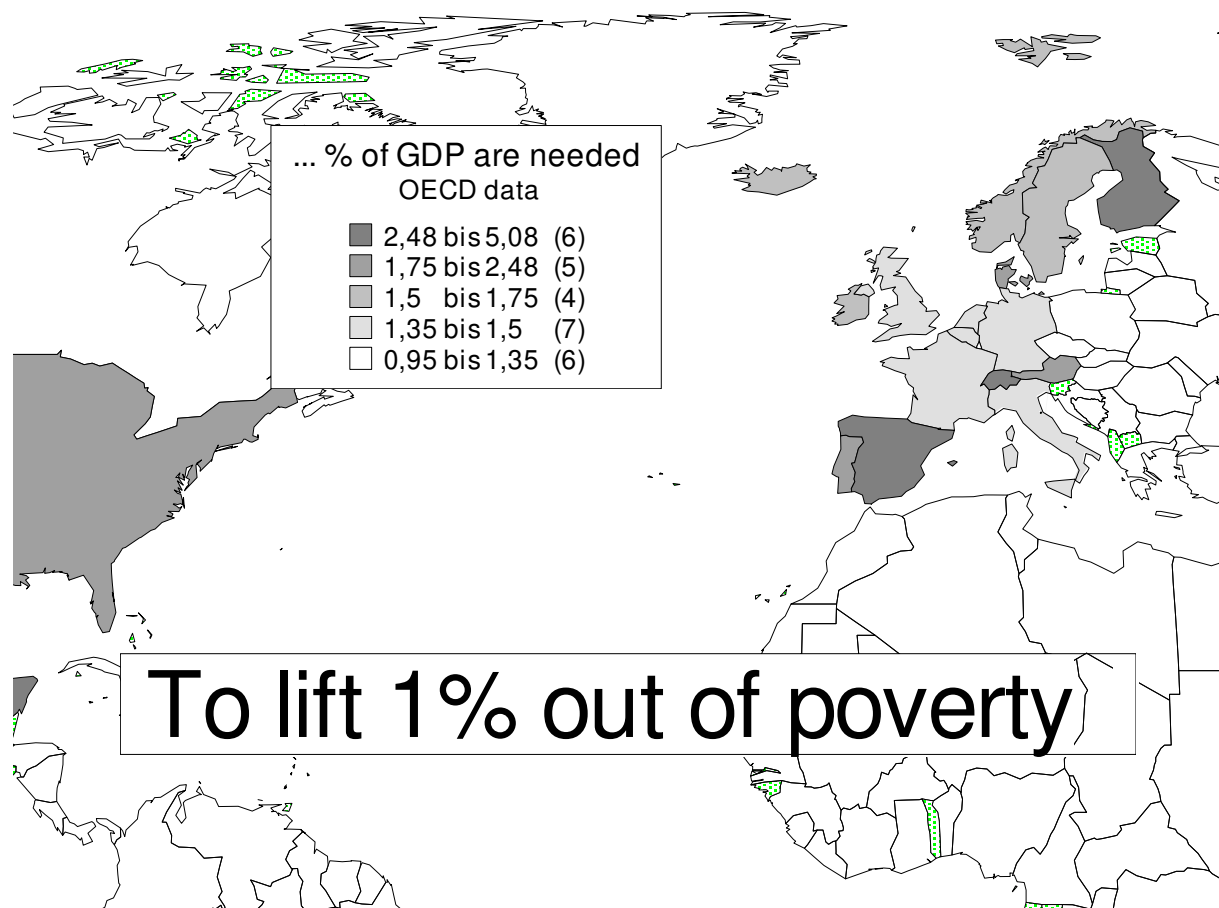 ... % of GDP are needed
OECD data
2,48 bis 5,08 (6)
1,75 bis 2,48 (5)
1,5 bis 1,75 (4)
1,35 bis 1,5 (7)
0,95 bis 1,35 (6)
To lift 1% out of poverty